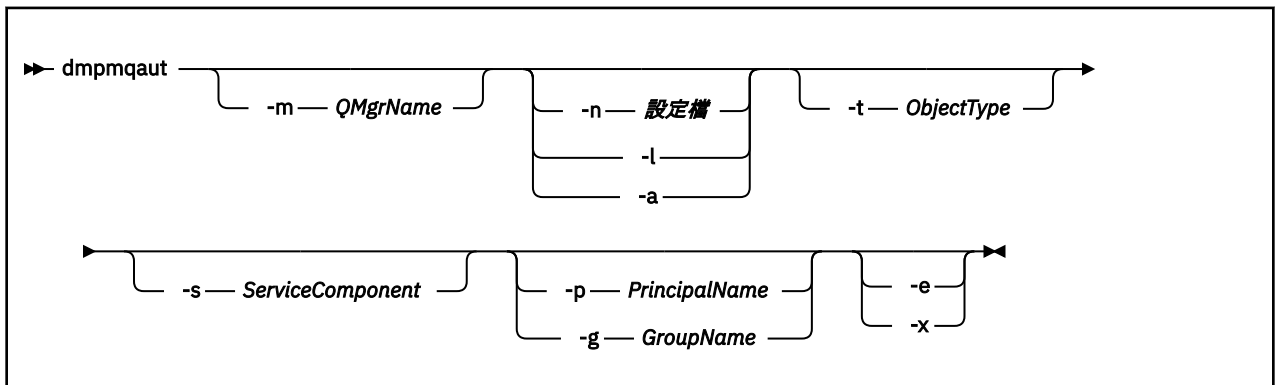 dmpmqaut
-m QMgrName
-n 設定檔
-l
-a
-t ObjectType
-s ServiceComponent
-p PrincipalName
-g GroupName
-e
-x